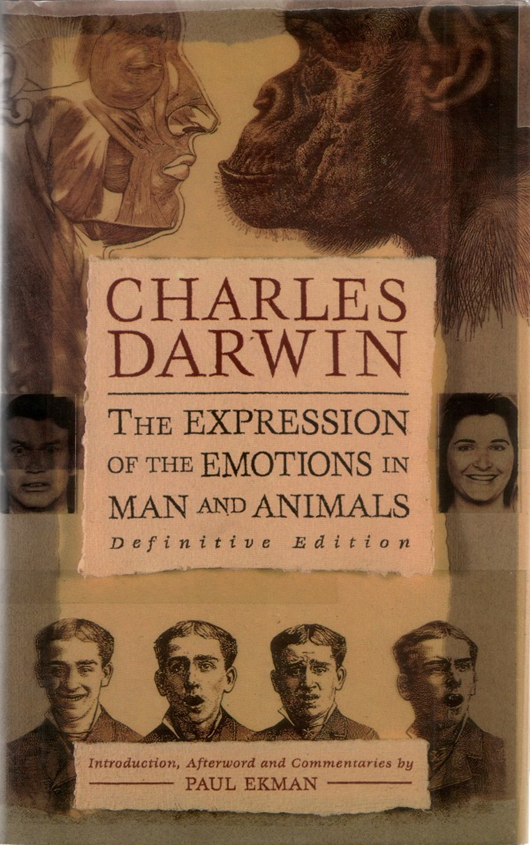 CHARLES
DARWIN
THE EXPRESSION
OF THE EMOTIONS IN
MAN AND ANIMALS
Definitive Edition
Introduction, Afterword and Commentaries by
PAUL EKMAN